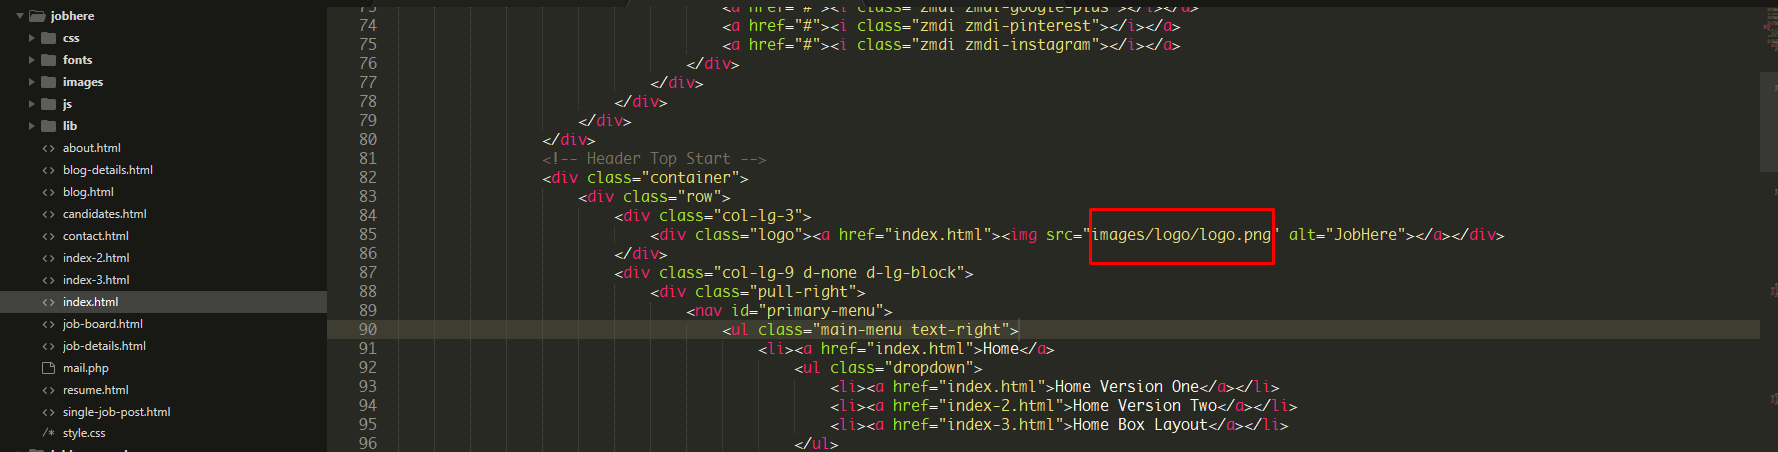 jobhere
css
fonts
images
js
lib
about.html
blog-details.html
blog.html
candidates.html
contact.html
index-2.html
index-3.html
index.html
job-board.html
job-details.html
mail.php
resume.html
single-job-post.html
/* style.css
73 <a href="#"><i class="zmdi zmdi-google-plus"></i></a>
74 <a href="#"><i class="zmdi zmdi-pinterest"></i></a>
75 <a href="#"><i class="zmdi zmdi-instagram"></i></a>
76 </div>
77 </div>
78 </div>
79 </div>
80 </div>
81 <!-- Header Top Start -->
82 <div class="container">
83 <div class="row">
84 <div class="col-lg-3">
85 <div class="logo"><a href="index.html"><img src="images/logo/logo.png" alt="JobHere"></a></div>
86 </div>
87 <div class="col-lg-9 d-none d-lg-block">
88 <div class="pull-right">
89 <nav id="primary-menu">
90 <ul class="main-menu text-right">
91 <li><a href="index.html">Home</a>
92 <ul class="dropdown">
93 <li><a href="index.html">Home Version One</a></li>
94 <li><a href="index-2.html">Home Version Two</a></li>
95 <li><a href="index-3.html">Home Box Layout</a></li>
96 </ul>